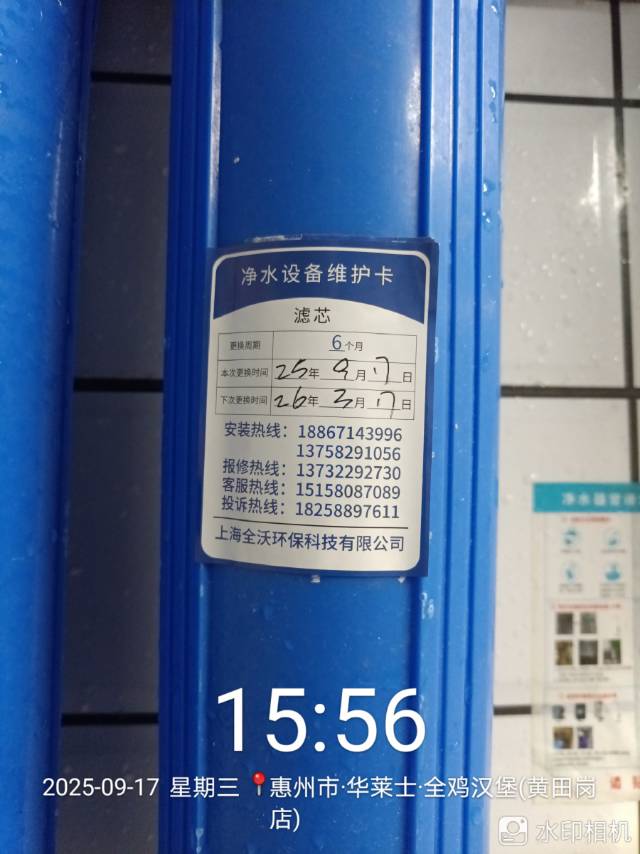 净水设备维护卡
滤芯
更换周期 6个月
本次更换时间 25年 9月 17日
下次更换时间 26年 3月 17日
安装热线：18867143996
13758291056
报修热线：13732292730
客服热线：15158087089
投诉热线：18258897611
上海全沃环保科技有限公司
15:56
2025-09-17 星期三 惠州市·华莱士·全鸡汉堡(黄田岗
店)
水印相机